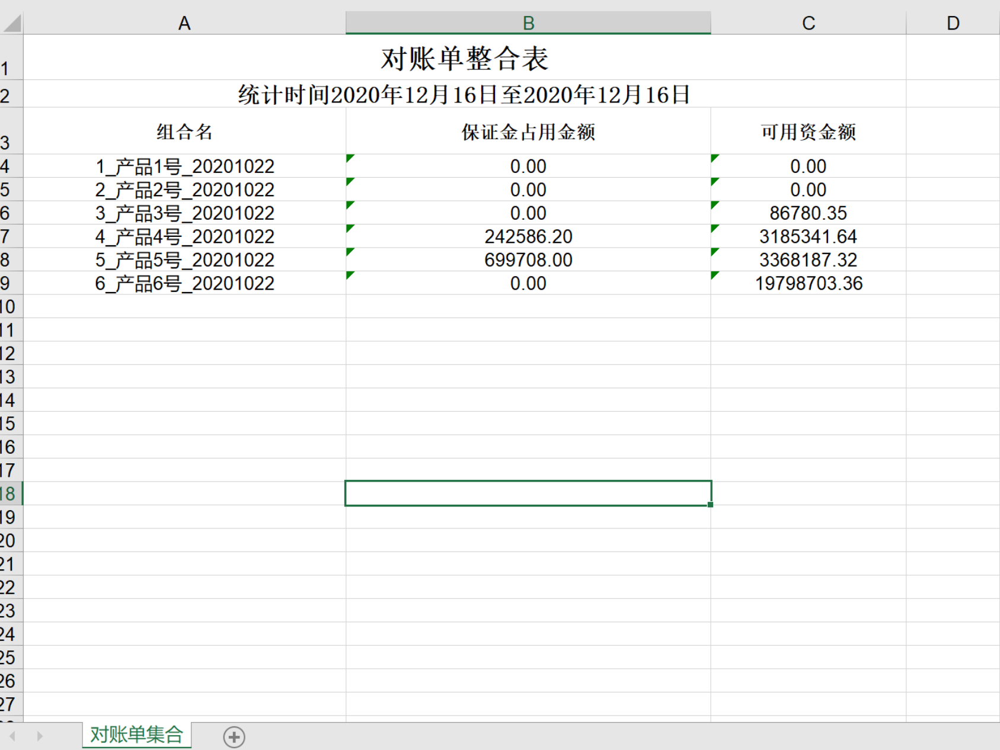 A B C D
1 对账单整合表
2 统计时间2020年12月16日至2020年12月16日
3 组合名 保证金占用金额 可用资金额
4 1_产品1号_20201022 0.00 0.00
5 2_产品2号_20201022 0.00 0.00
6 3_产品3号_20201022 0.00 86780.35
7 4_产品4号_20201022 242586.20 3185341.64
8 5_产品5号_20201022 699708.00 3368187.32
9 6_产品6号_20201022 0.00 19798703.36
10
11
12
13
14
15
16
17
18
19
20
21
22
23
24
25
26
27
对账单集合